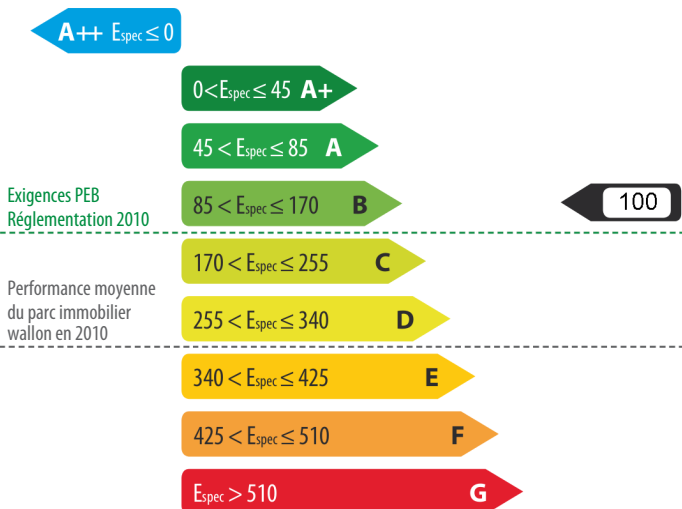 A++ Espec ≤ 0
0<Espec ≤ 45 A+
45 < Espec ≤ 85 A
Exigences PEB
Réglementation 2010
85 < Espec ≤ 170 B
100
170 < Espec ≤ 255 C
Performance moyenne
du parc immobilier
wallon en 2010
255 < Espec ≤ 340 D
340 < Espec ≤ 425 E
425 < Espec ≤ 510 F
Espec > 510 G